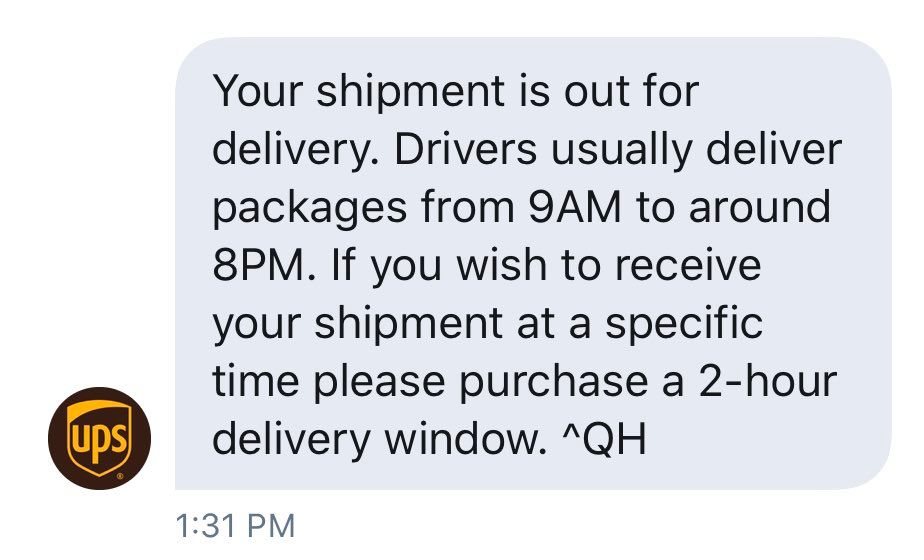 Your shipment is out for
delivery. Drivers usually deliver
packages from 9AM to around
8PM. If you wish to receive
your shipment at a specific
time please purchase a 2-hour
delivery window. ^QH
ups
®
1:31 PM